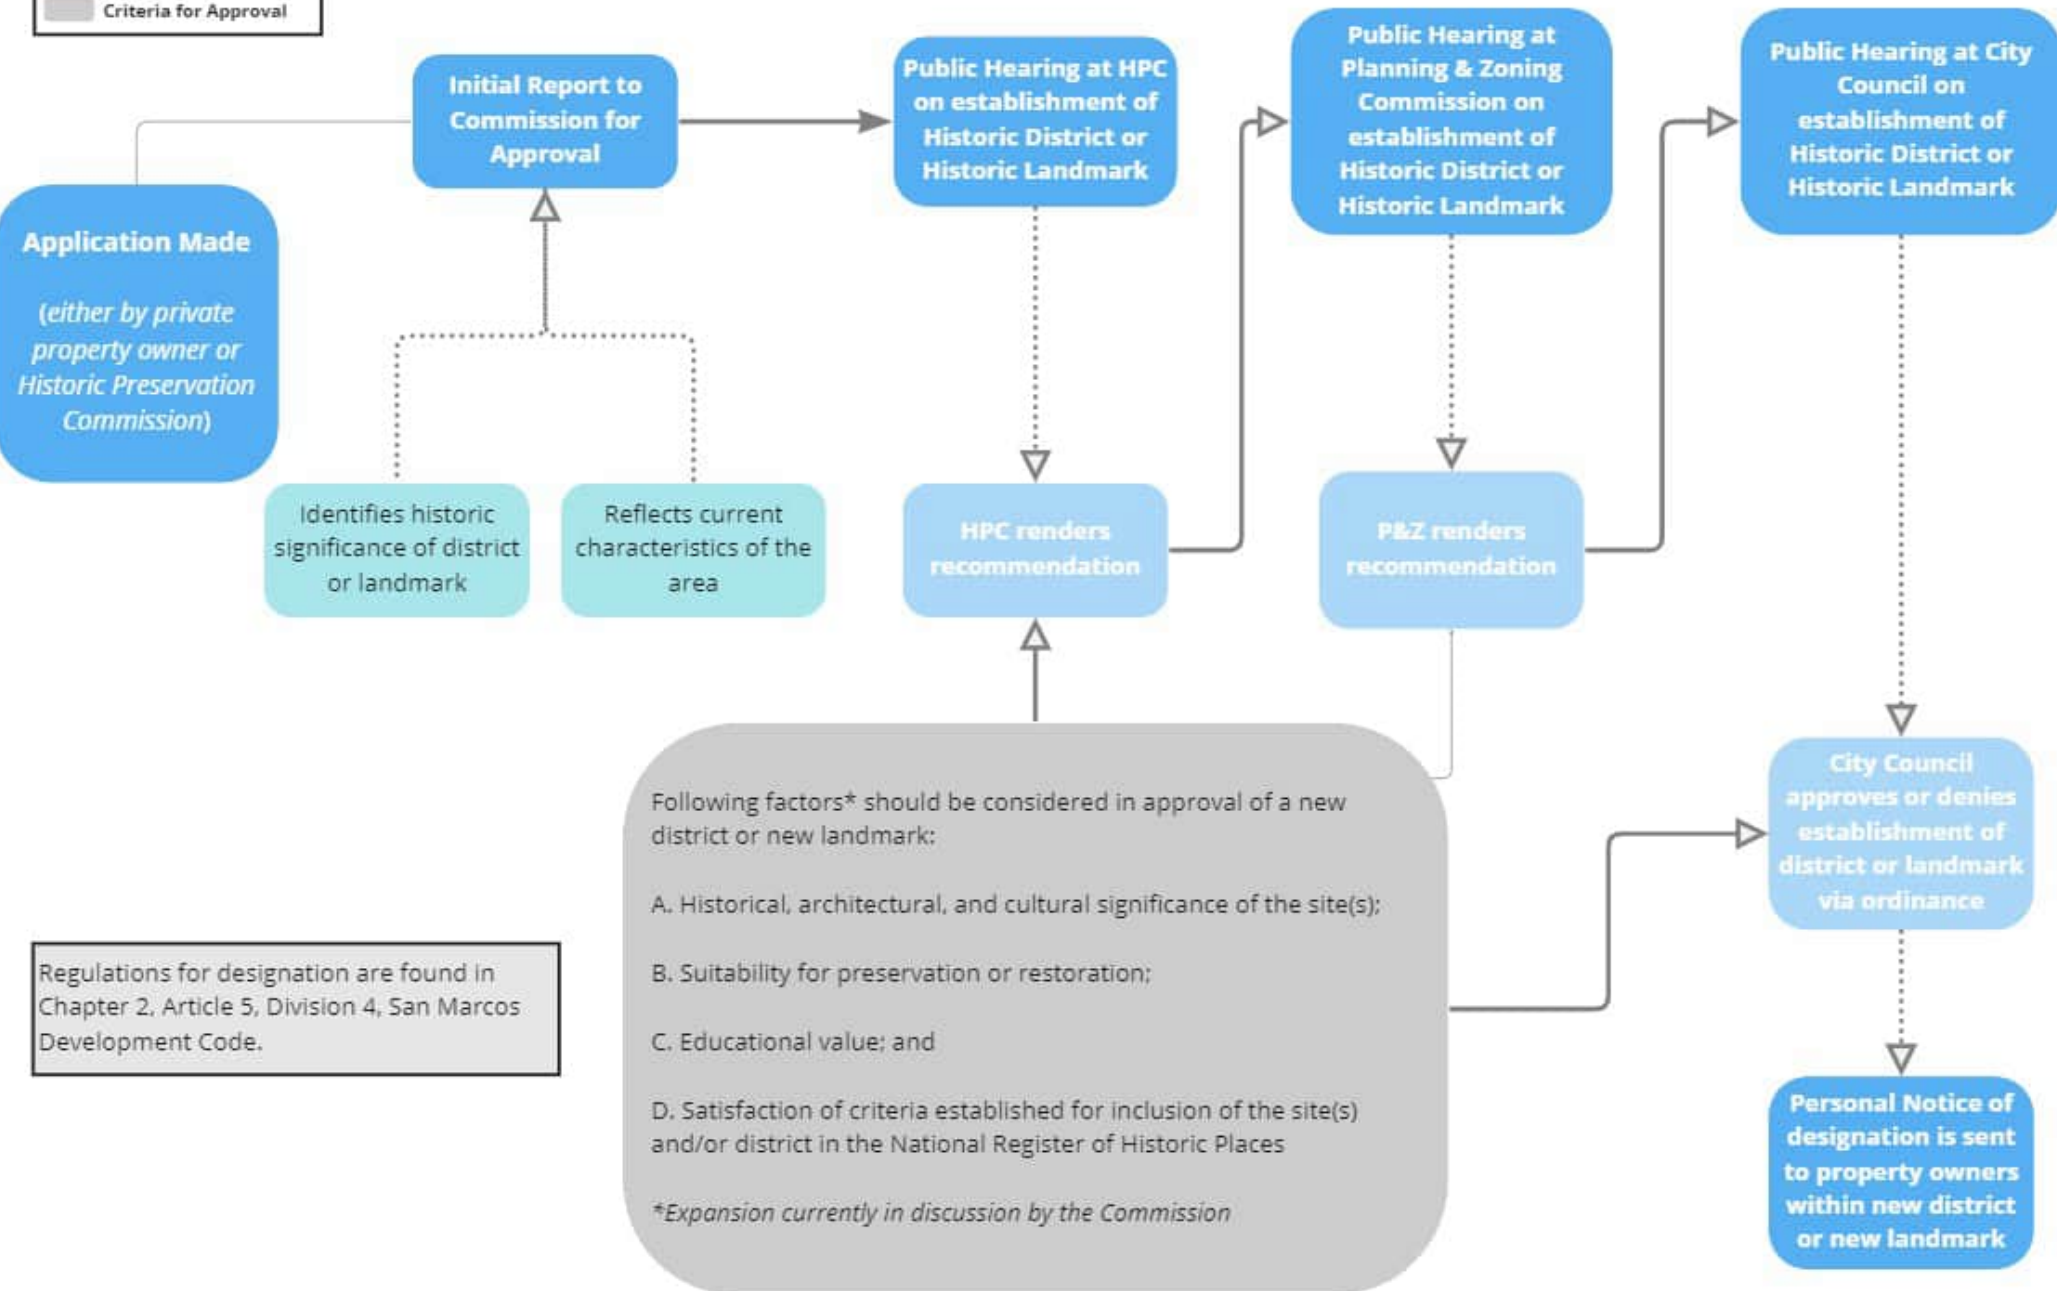 Criteria for Approval
Application Made
(either by private
property owner or
Historic Preservation
Commission)
Initial Report to
Commission for
Approval
Identifies historic
significance of district
or landmark
Reflects current
characteristics of the
area
Public Hearing at HPC
on establishment of
Historic District or
Historic Landmark
HPC renders
recommendation
Public Hearing at
Planning & Zoning
Commission on
establishment of
Historic District or
Historic Landmark
P&Z renders
recommendation
Public Hearing at City
Council on
establishment of
Historic District or
Historic Landmark
City Council
approves or denies
establishment of
district or landmark
via ordinance
Personal Notice of
designation is sent
to property owners
within new district
or new landmark
Following factors* should be considered in approval of a new
district or new landmark:
A. Historical, architectural, and cultural significance of the site(s);
B. Suitability for preservation or restoration;
C. Educational value; and
D. Satisfaction of criteria established for inclusion of the site(s)
and/or district in the National Register of Historic Places
*Expansion currently in discussion by the Commission
Regulations for designation are found in
Chapter 2, Article 5, Division 4, San Marcos
Development Code.